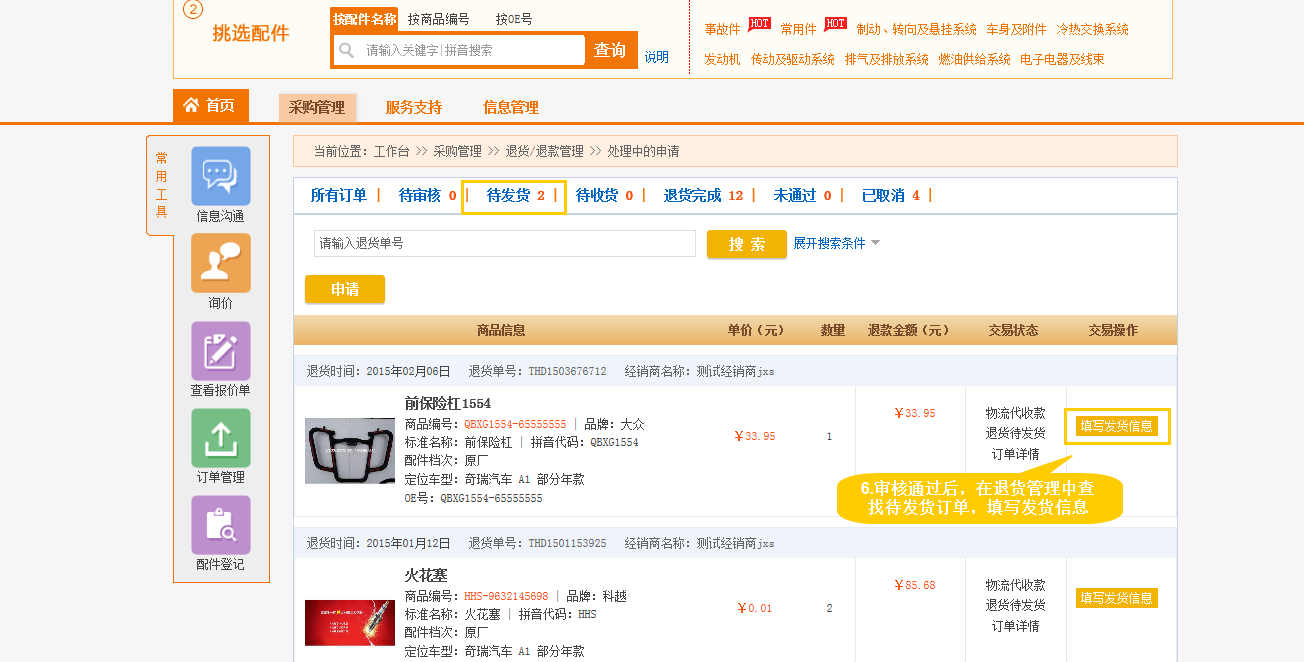 2
挑选配件
按配件名称 按商品编号 按OE号
请输入关键字|拼音搜索 查询 说明
事故件 HOT 常用件 HOT 制动、转向及悬挂系统 车身及附件 冷热交换系统
发动机 传动及驱动系统 排气及排放系统 燃油供给系统 电子电器及线束
首页 采购管理 服务支持 信息管理
常用工具
信息沟通
询价
查看报价单
订单管理
配件登记
当前位置：工作台 >> 采购管理 >> 退货/退款管理 >> 处理中的申请
所有订单 | 待审核 0 | 待发货 2 | 待收货 0 | 退货完成 12 | 未通过 0 | 已取消 4 |
请输入退货单号 搜 索 展开搜索条件
申请
商品信息 单价（元） 数量 退款金额（元） 交易状态 交易操作
退货时间：2015年02月06日 退货单号：THD1503676712 经销商名称：测试经销商jxs
前保险杠1554
商品编号：QBXG1554-65555555 | 品牌：大众
标准名称：前保险杠 | 拼音代码：QBXG1554
配件档次：原厂
定位车型：奇瑞汽车 A1 部分年款
OE号：QBXG1554-65555555
￥33.95
1
￥33.95
物流代收款
退货待发货
订单详情
填写发货信息
6.审核通过后，在退货管理中查
找待发货订单，填写发货信息
退货时间：2015年01月12日 退货单号：THD1501153925 经销商名称：测试经销商jxs
火花塞
商品编号：HHS-9632145698 | 品牌：科越
标准名称：火花塞 | 拼音代码：HHS
配件档次：原厂
定位车型：奇瑞汽车 A1 部分年款
￥0.01
2
￥85.68
物流代收款
退货待发货
订单详情
填写发货信息